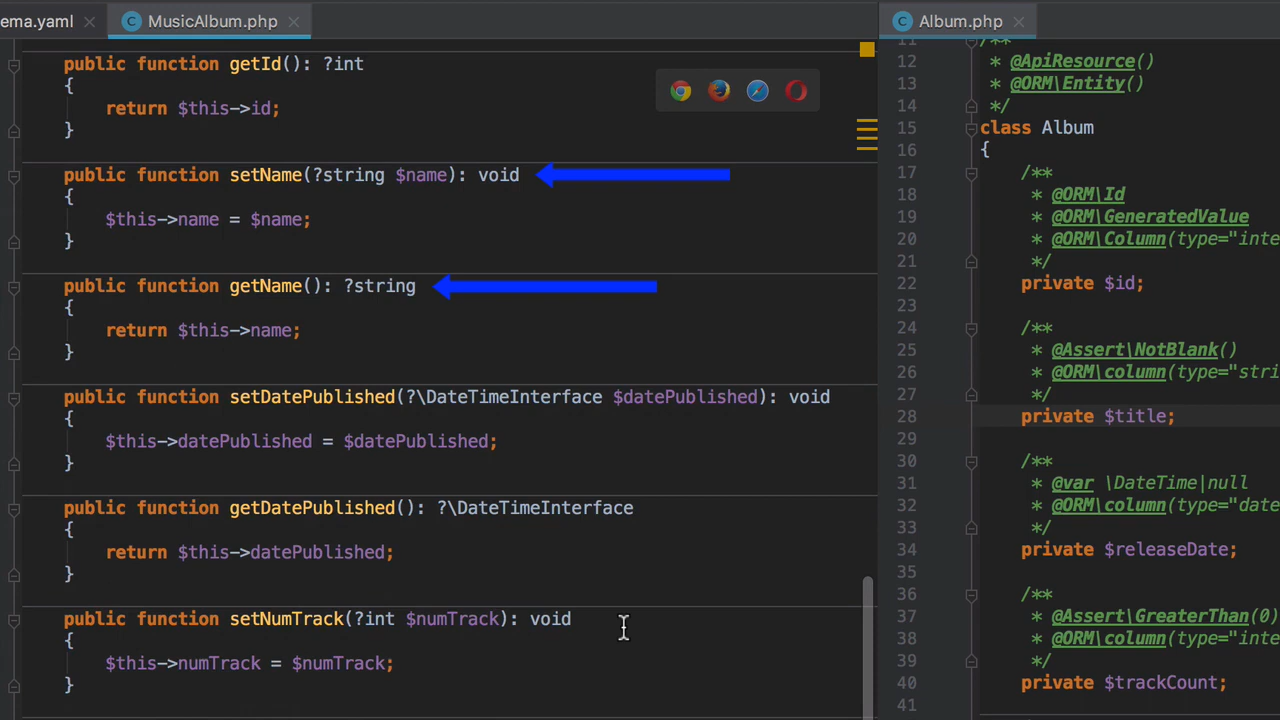 ema.yaml
MusicAlbum.php
public function getId(): ?int
{
return $this->id;
}
public function setName(?string $name): void
{
$this->name = $name;
}
public function getName(): ?string
{
return $this->name;
}
public function setDatePublished(?\DateTimeInterface $datePublished): void
{
$this->datePublished = $datePublished;
}
public function getDatePublished(): ?\DateTimeInterface
{
return $this->datePublished;
}
public function setNumTrack(?int $numTrack): void
{
$this->numTrack = $numTrack;
}
Album.php
11 /**
12 * @ApiResource()
13 * @ORM\Entity()
14 */
15 class Album
16 {
17 /**
18 * @ORM\Id
19 * @ORM\GeneratedValue
20 * @ORM\Column(type="inte
21 */
22 private $id;
23
24 /**
25 * @Assert\NotBlank()
26 * @ORM\column(type="stri
27 */
28 private $title;
29
30 /**
31 * @var \DateTime|null
32 * @ORM\column(type="date
33 */
34 private $releaseDate;
35
36 /**
37 * @Assert\GreaterThan(0)
38 * @ORM\column(type="inte
39 */
40 private $trackCount;
41